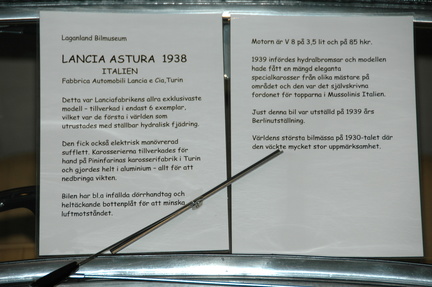 Laganland Bilmuseum
LANCIA ASTURA 1938
ITALIEN
Fabbrica Automobili Lancia e Cia,Turin
Detta var Lanciafabrikens allra exklusivaste
modell – tillverkad i endast 6 exemplar,
vilket var de första i världen som
utrustades med ställbar hydralisk fjädring.
Den fick också elektrisk manövrerad
sufflett. Karosserierna tillverkades för
hand på Pininfarinas karosserifabrik i Turin
och gjordes helt i aluminium – allt för att
nedbringa vikten.
Bilen har bl.a infällda dörrhandtag och
heltäckande bottenplåt för att minska
luftmotståndet.
Motorn är V 8 på 3,5 lit och på 85 hkr.
1939 infördes hydralbromsar och modellen
hade fått en mängd eleganta
specialkarosser från olika mästare på
området och den var det självskrivna
fordonet för topparna i Mussolinis Italien.
Just denna bil var utställd på 1939 års
Berlinutställning.
Världens största bilmässa på 1930-talet där
den väckte mycket stor uppmärksamhet.